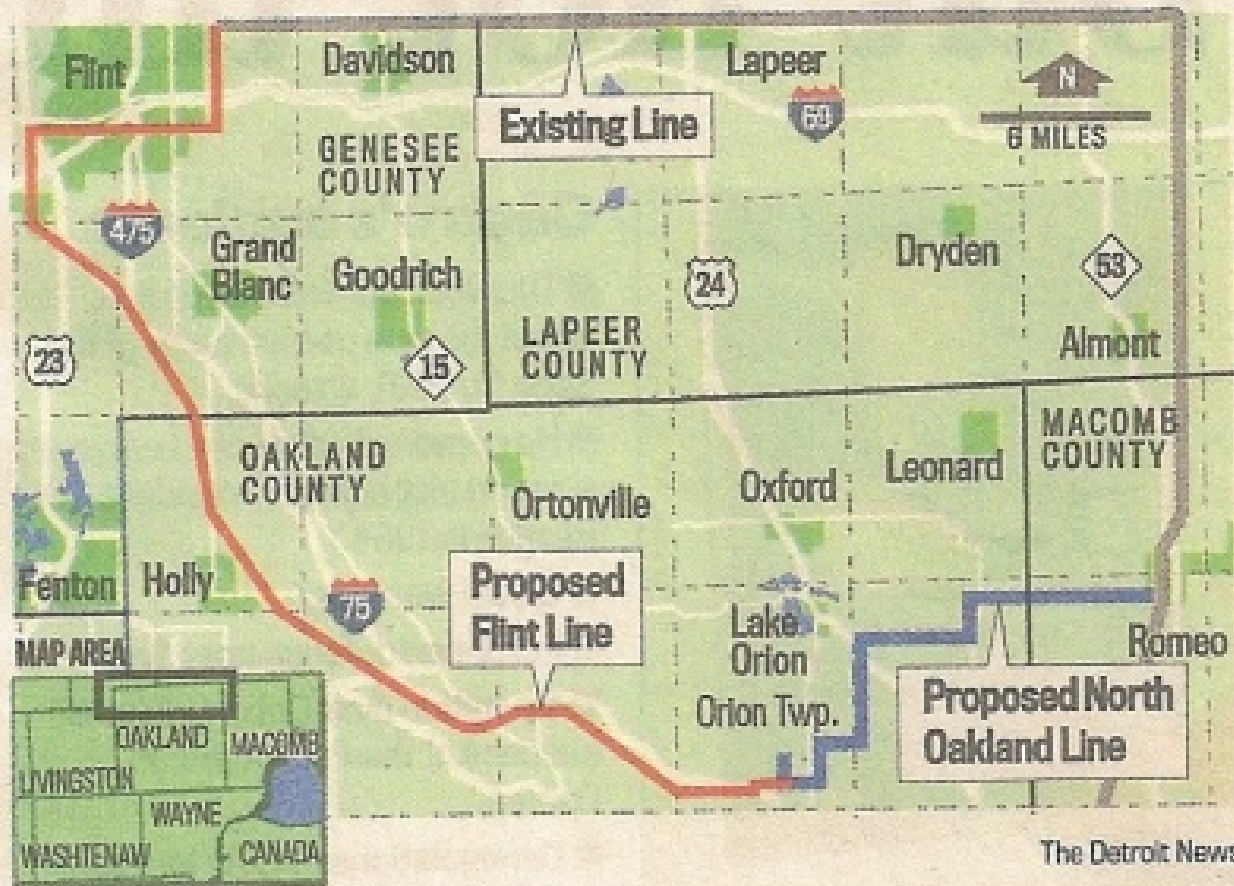 Flint
Davidson
Lapeer
N
6 MILES
69
Existing Line
GENESEE
COUNTY
475
Grand
Blanc
Goodrich
Dryden
24
53
23
15
LAPEER
COUNTY
Almont
OAKLAND
COUNTY
MACOMB
COUNTY
Leonard
Oxford
Ortonville
Fenton
Holly
75
Proposed
Flint Line
Lake
Orion
Orion Twp.
Romeo
Proposed North
Oakland Line
MAP AREA
OAKLAND
MACOMB
LIVINGSTON
WAYNE
WASHTENAW
CANADA
The Detroit News